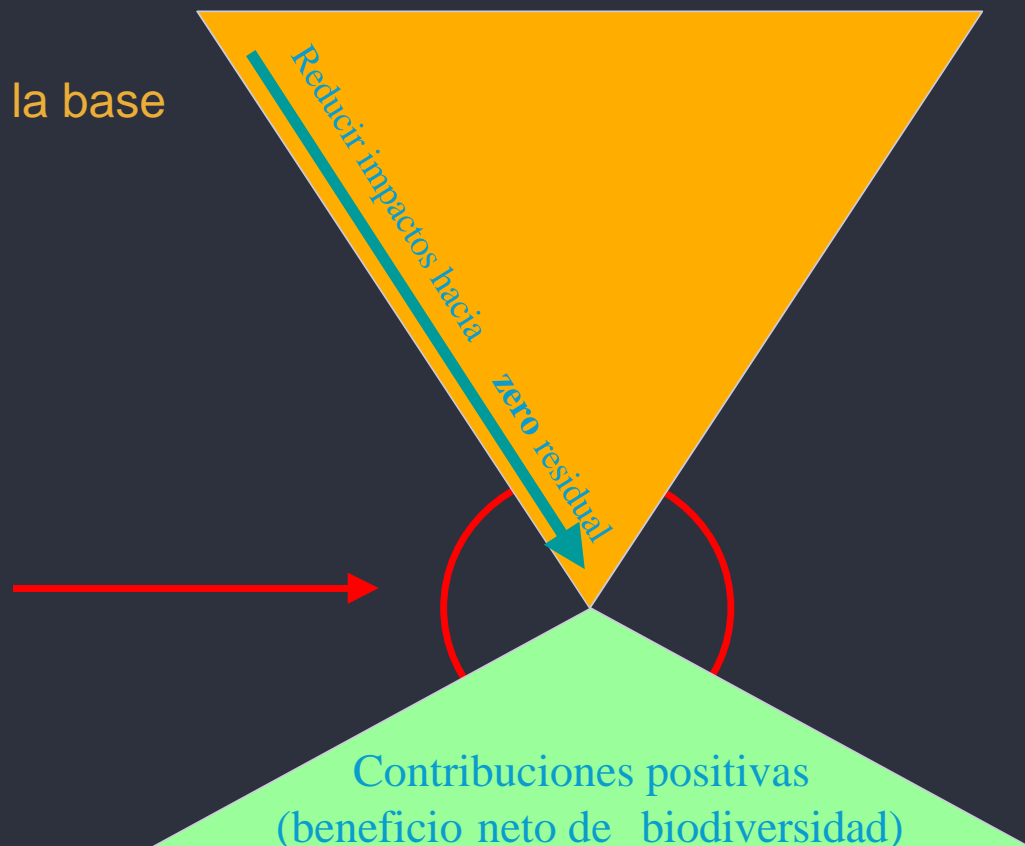 la base
Reducir impactos hacia zero residual
Contribuciones positivas
(beneficio neto de biodiversidad)